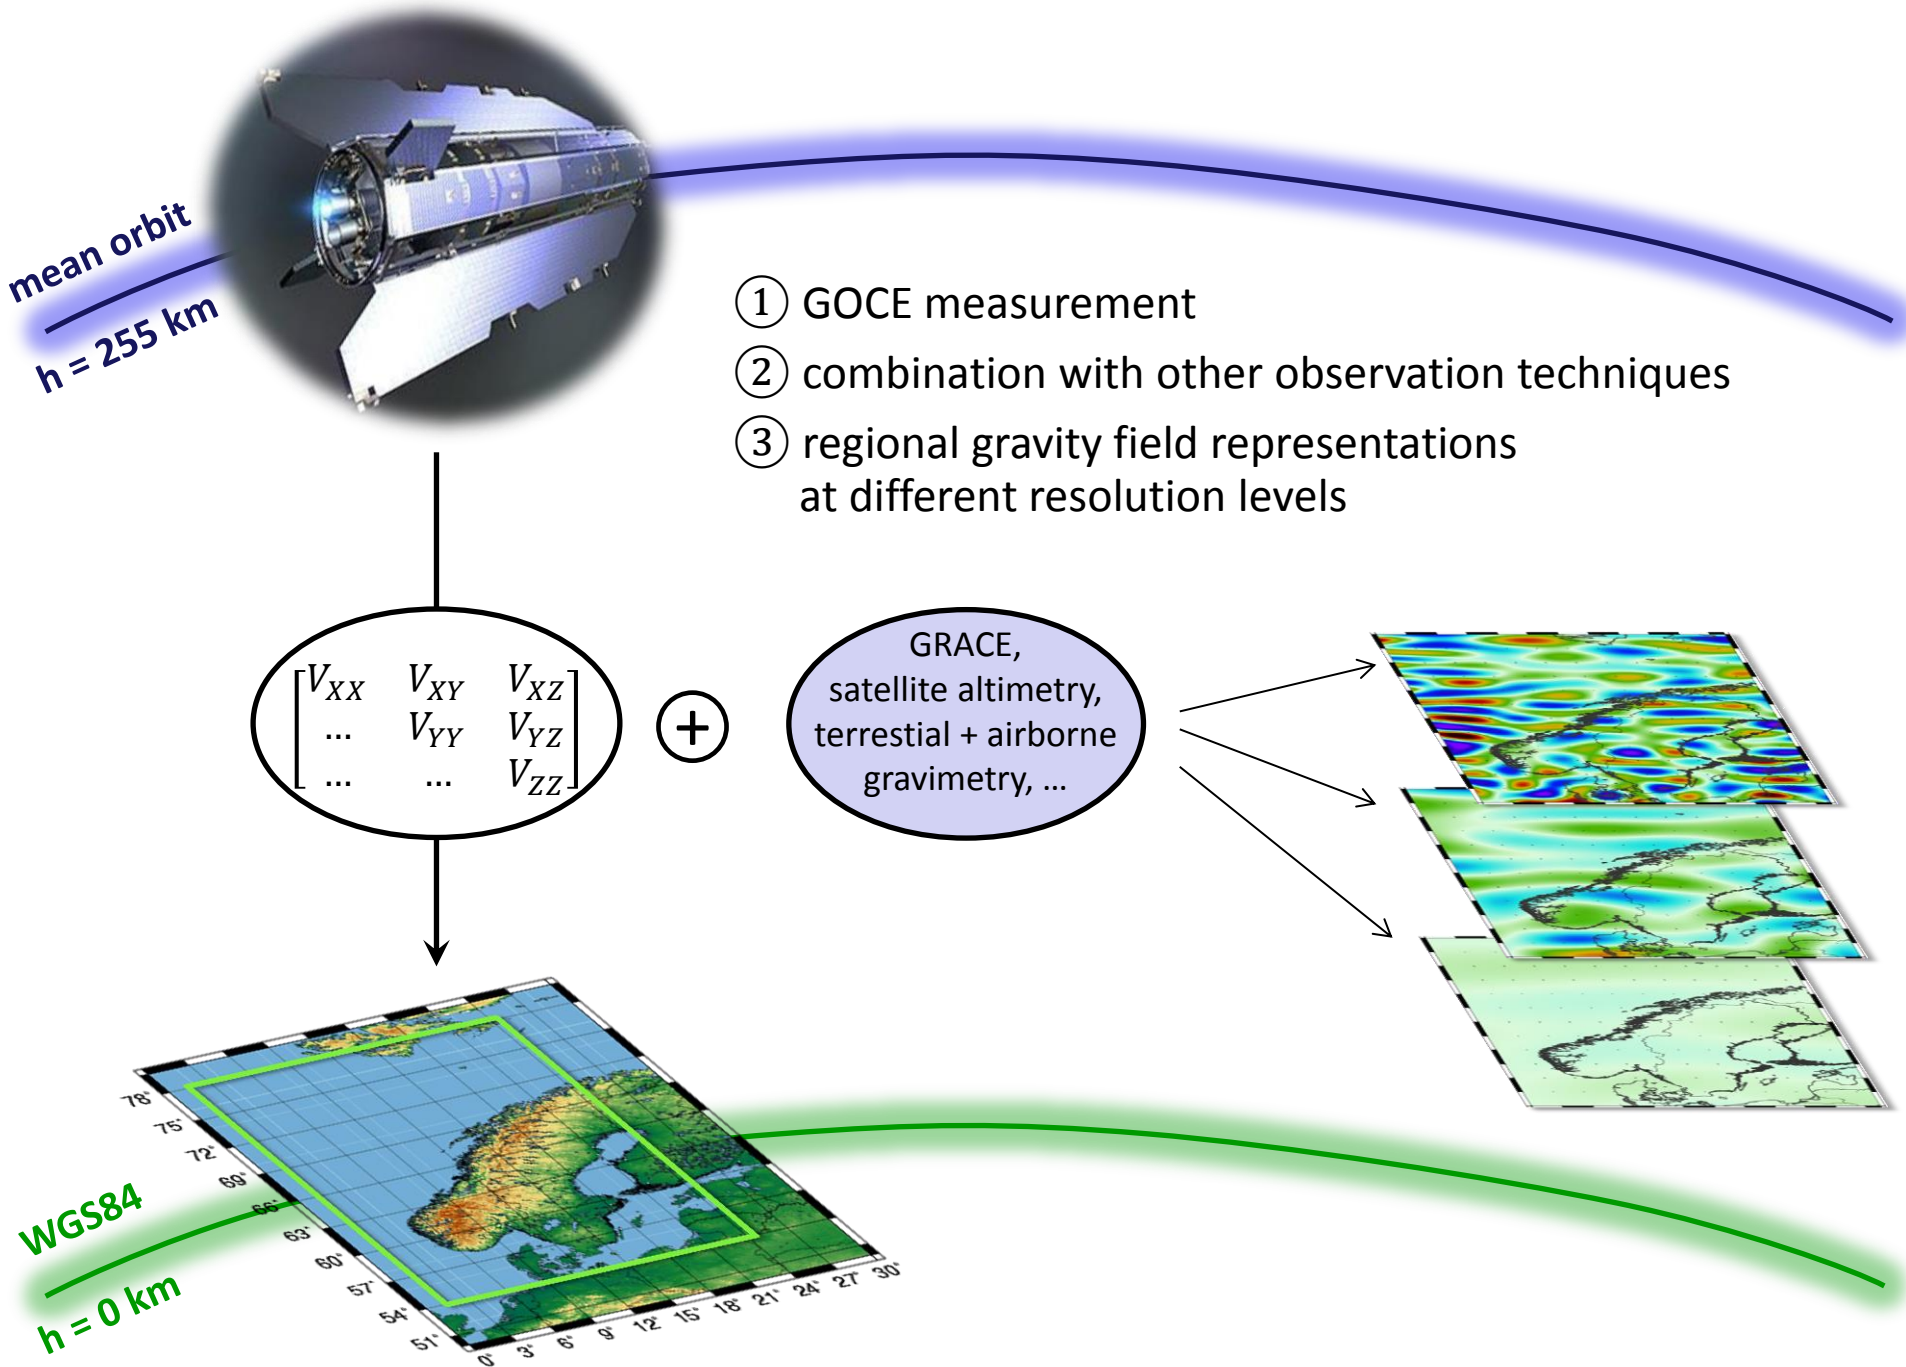 mean orbit
h = 255 km
① GOCE measurement
② combination with other observation techniques
③ regional gravity field representations
at different resolution levels
V_XX V_XY V_XZ
... V_YY V_YZ
... ... V_ZZ
+
GRACE,
satellite altimetry,
terrestial + airborne
gravimetry, ...
WGS84
h = 0 km
78°
75°
72°
69°
66°
63°
60°
57°
54°
51°
0° 3° 6° 9° 12° 15° 18° 21° 24° 27° 30°